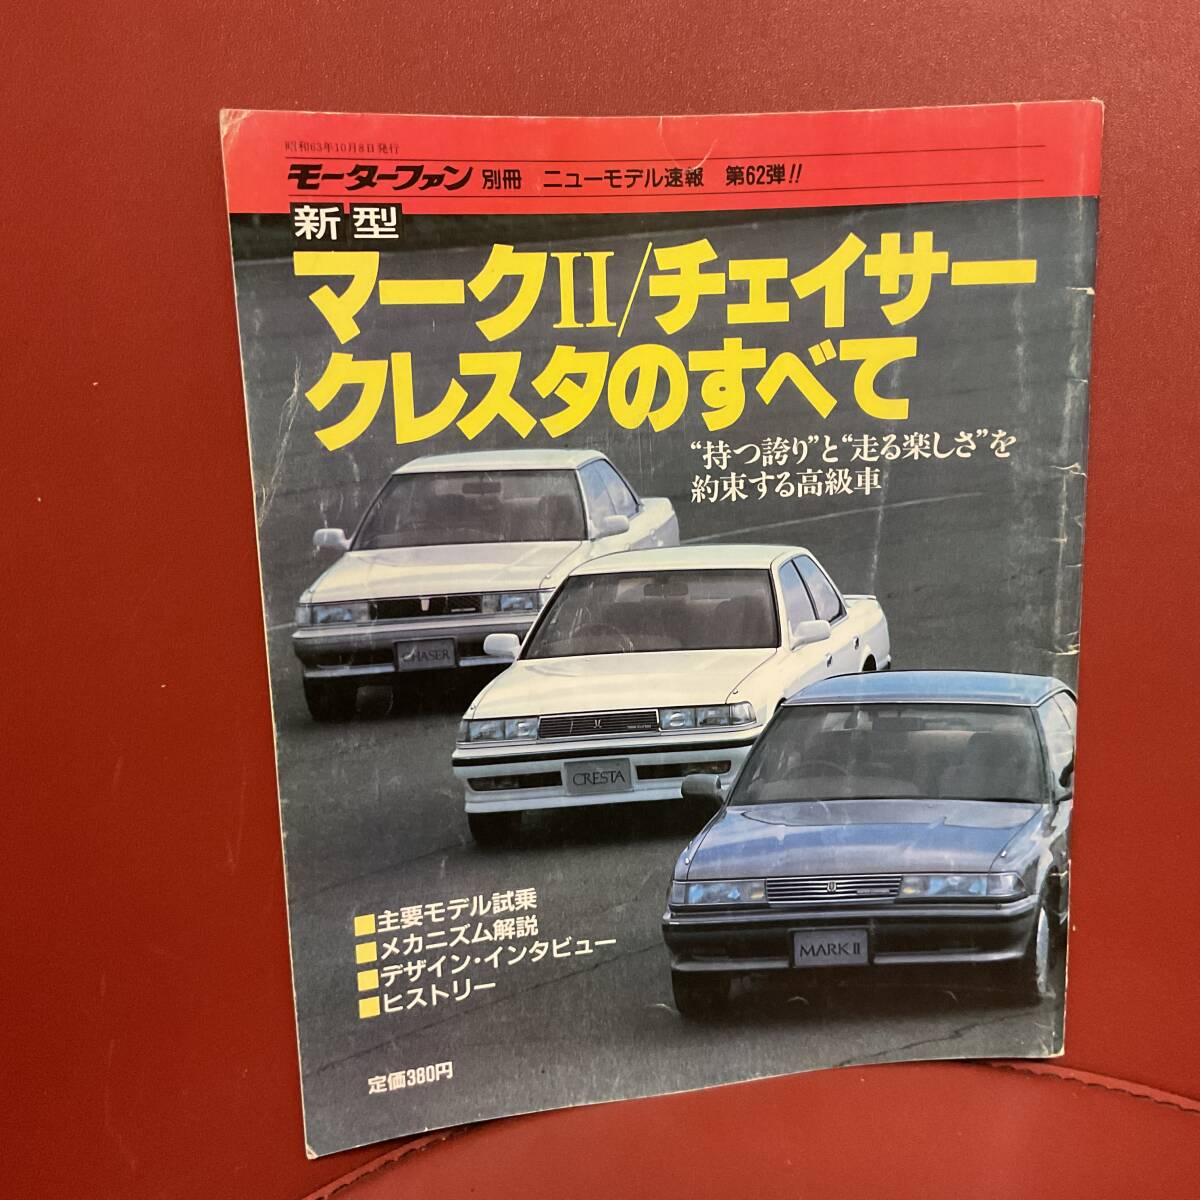 昭和63年10月8日発行
モーターファン 別冊 ニューモデル速報 第62弾!!
新型
マークII/チェイサー
クレスタのすべて
“持つ誇り”と“走る楽しさ”を
約束する高級車
CHASER
CRESTA
MARK II
■主要モデル試乗
■メカニズム解説
■デザイン・インタビュー
■ヒストリー
定価380円